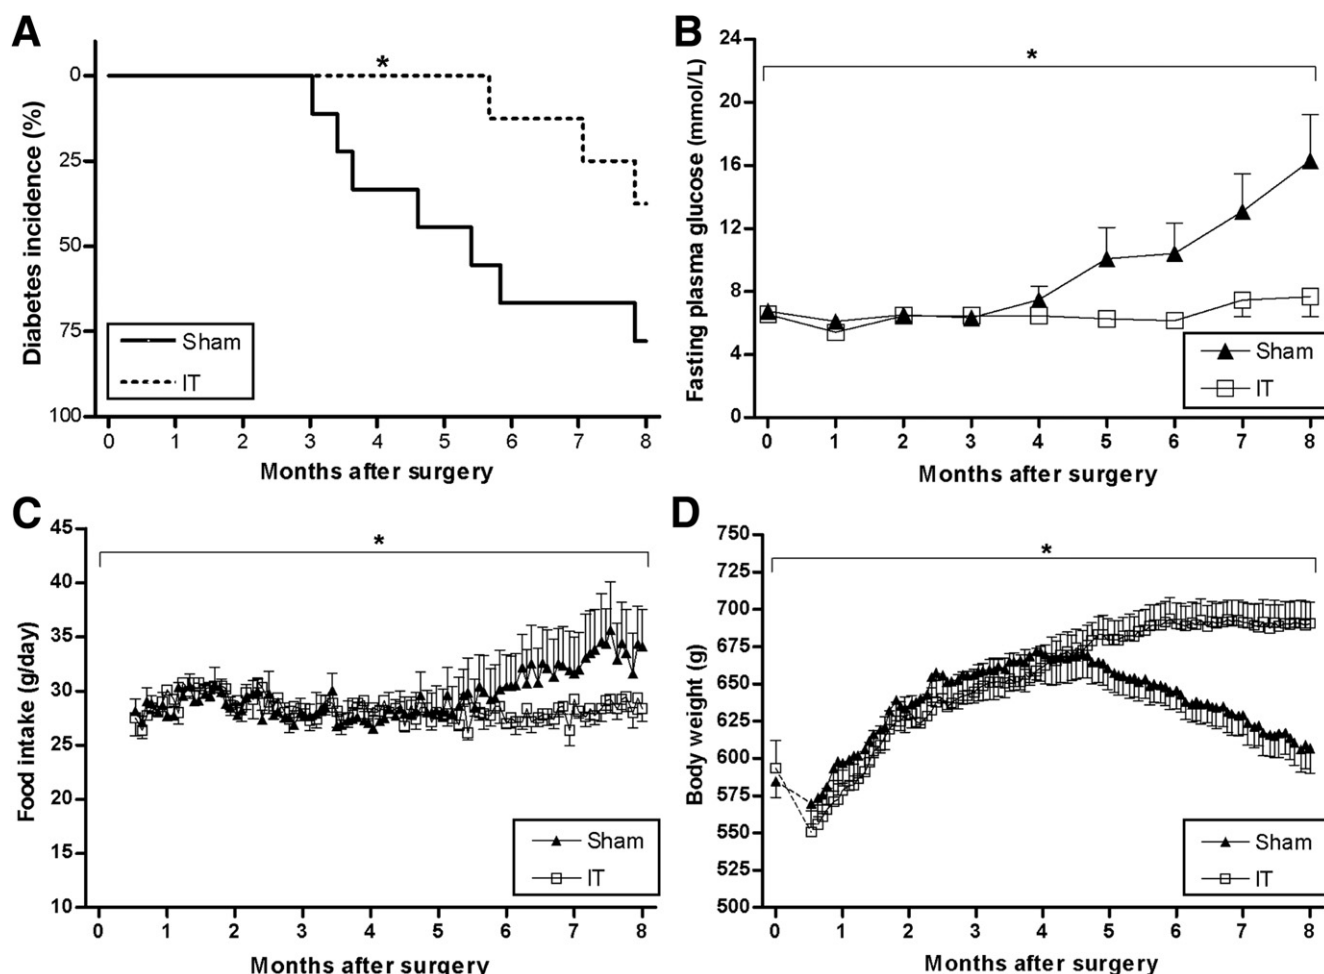 A
*
Diabetes incidence (%)
0
25
50
75
100
Sham
IT
0 1 2 3 4 5 6 7 8
Months after surgery
B
*
Fasting plasma glucose (mmol/L)
24
20
16
12
8
4
0
Sham
IT
0 1 2 3 4 5 6 7 8
Months after surgery
C
*
Food intake (g/day)
45
40
35
30
25
20
15
10
Sham
IT
0 1 2 3 4 5 6 7 8
Months after surgery
D
*
Body weight (g)
750
725
700
675
650
625
600
575
550
525
500
Sham
IT
0 1 2 3 4 5 6 7 8
Months after surgery